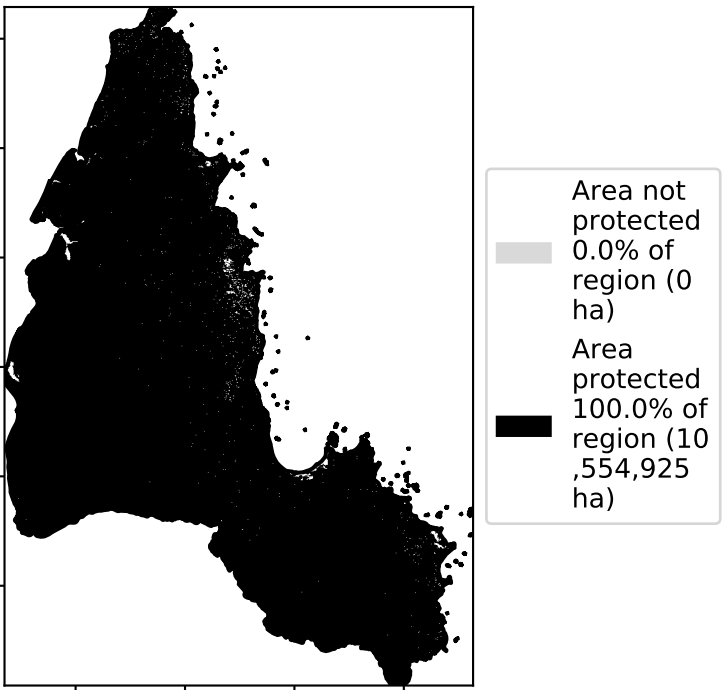 Area not
protected
0.0% of
region (0
ha)
Area
protected
100.0% of
region (10
,554,925
ha)